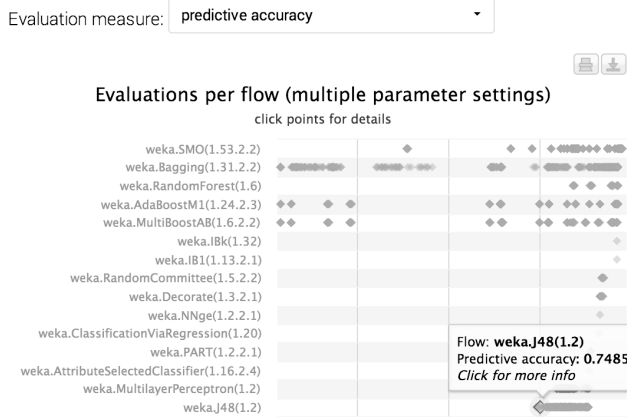 Evaluation measure: predictive accuracy
Evaluations per flow (multiple parameter settings)
click points for details
weka.SMO(1.53.2.2)
weka.Bagging(1.31.2.2)
weka.RandomForest(1.6)
weka.AdaBoostM1(1.24.2.3)
weka.MultiBoostAB(1.6.2.2)
weka.IBk(1.32)
weka.IB1(1.13.2.1)
weka.RandomCommittee(1.5.2.2)
weka.Decorate(1.3.2.1)
weka.NNge(1.2.2.1)
weka.ClassificationViaRegression(1.20)
weka.PART(1.2.2.1)
weka.AttributeSelectedClassifier(1.16.2.4)
weka.MultilayerPerceptron(1.2)
weka.J48(1.2)
Flow: weka.J48(1.2)
Predictive accuracy: 0.7485
Click for more info